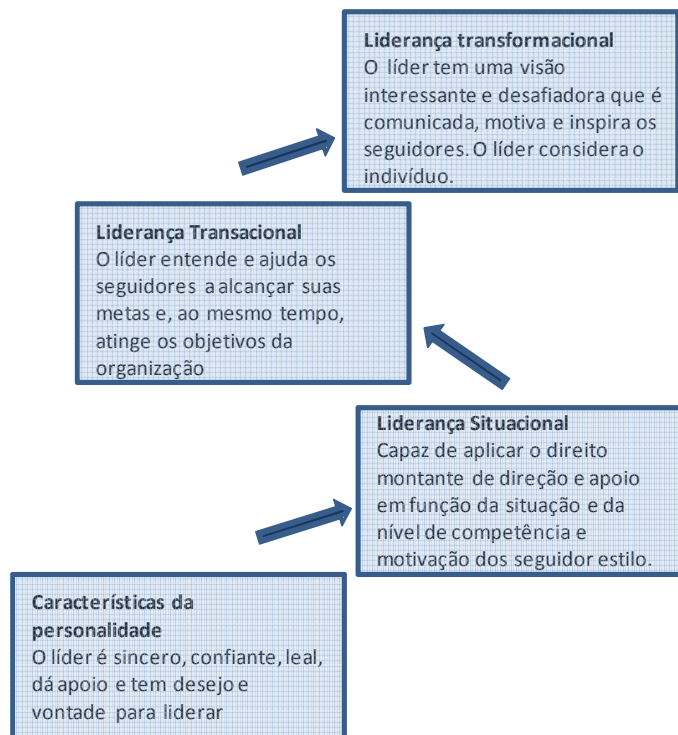 Liderança transformacional
O líder tem uma visão
interessante e desafiadora que é
comunicada, motiva e inspira os
seguidores. O líder considera o
indivíduo.
Liderança Transacional
O líder entende e ajuda os
seguidores a alcançar suas
metas e, ao mesmo tempo,
atinge os objetivos da
organização
Liderança Situacional
Capaz de aplicar o direito
montante de direção e apoio
em função da situação e da
nível de competência e
motivação dos seguidor estilo.
Características da
personalidade
O líder é sincero, confiante, leal,
dá apoio e tem desejo e
vontade para liderar